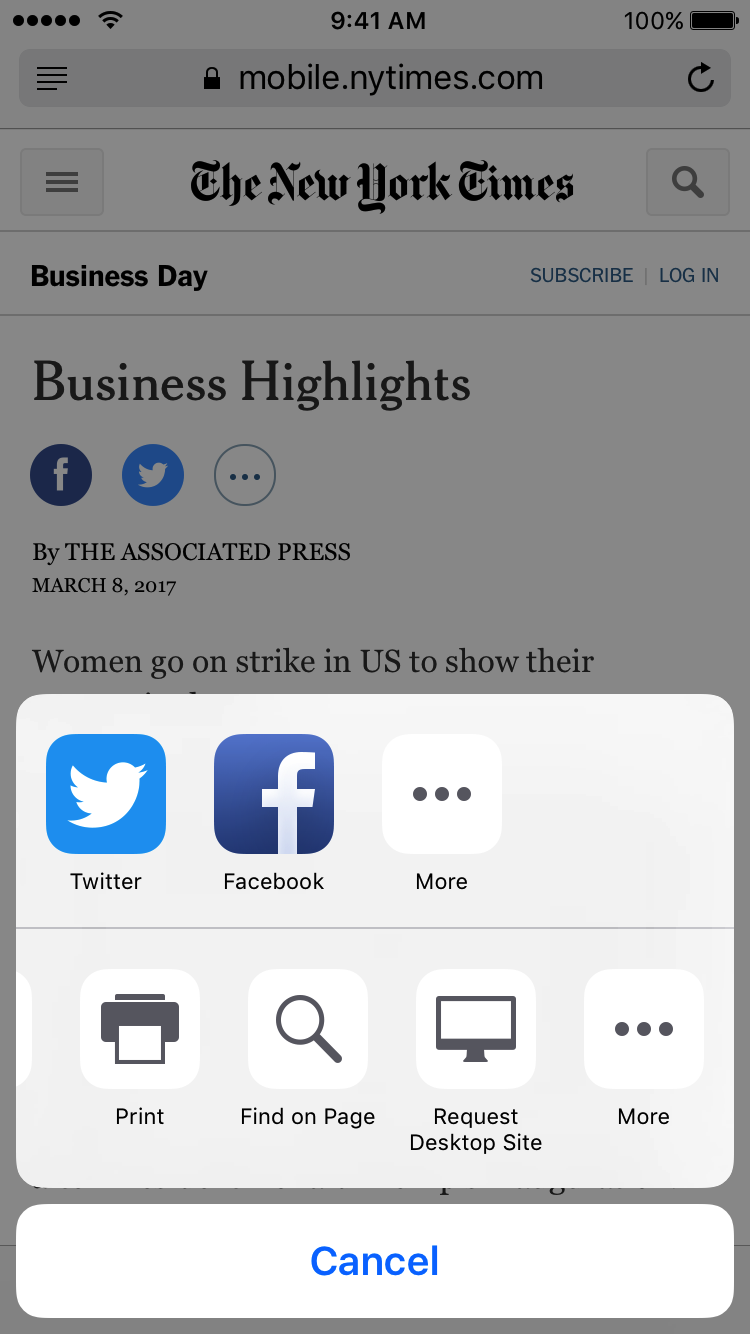 9:41 AM 100%
mobile.nytimes.com
The New York Times
Business Day SUBSCRIBE | LOG IN
Business Highlights
By THE ASSOCIATED PRESS
MARCH 8, 2017
Women go on strike in US to show their
Twitter Facebook More
Print Find on Page Request Desktop Site More
Cancel